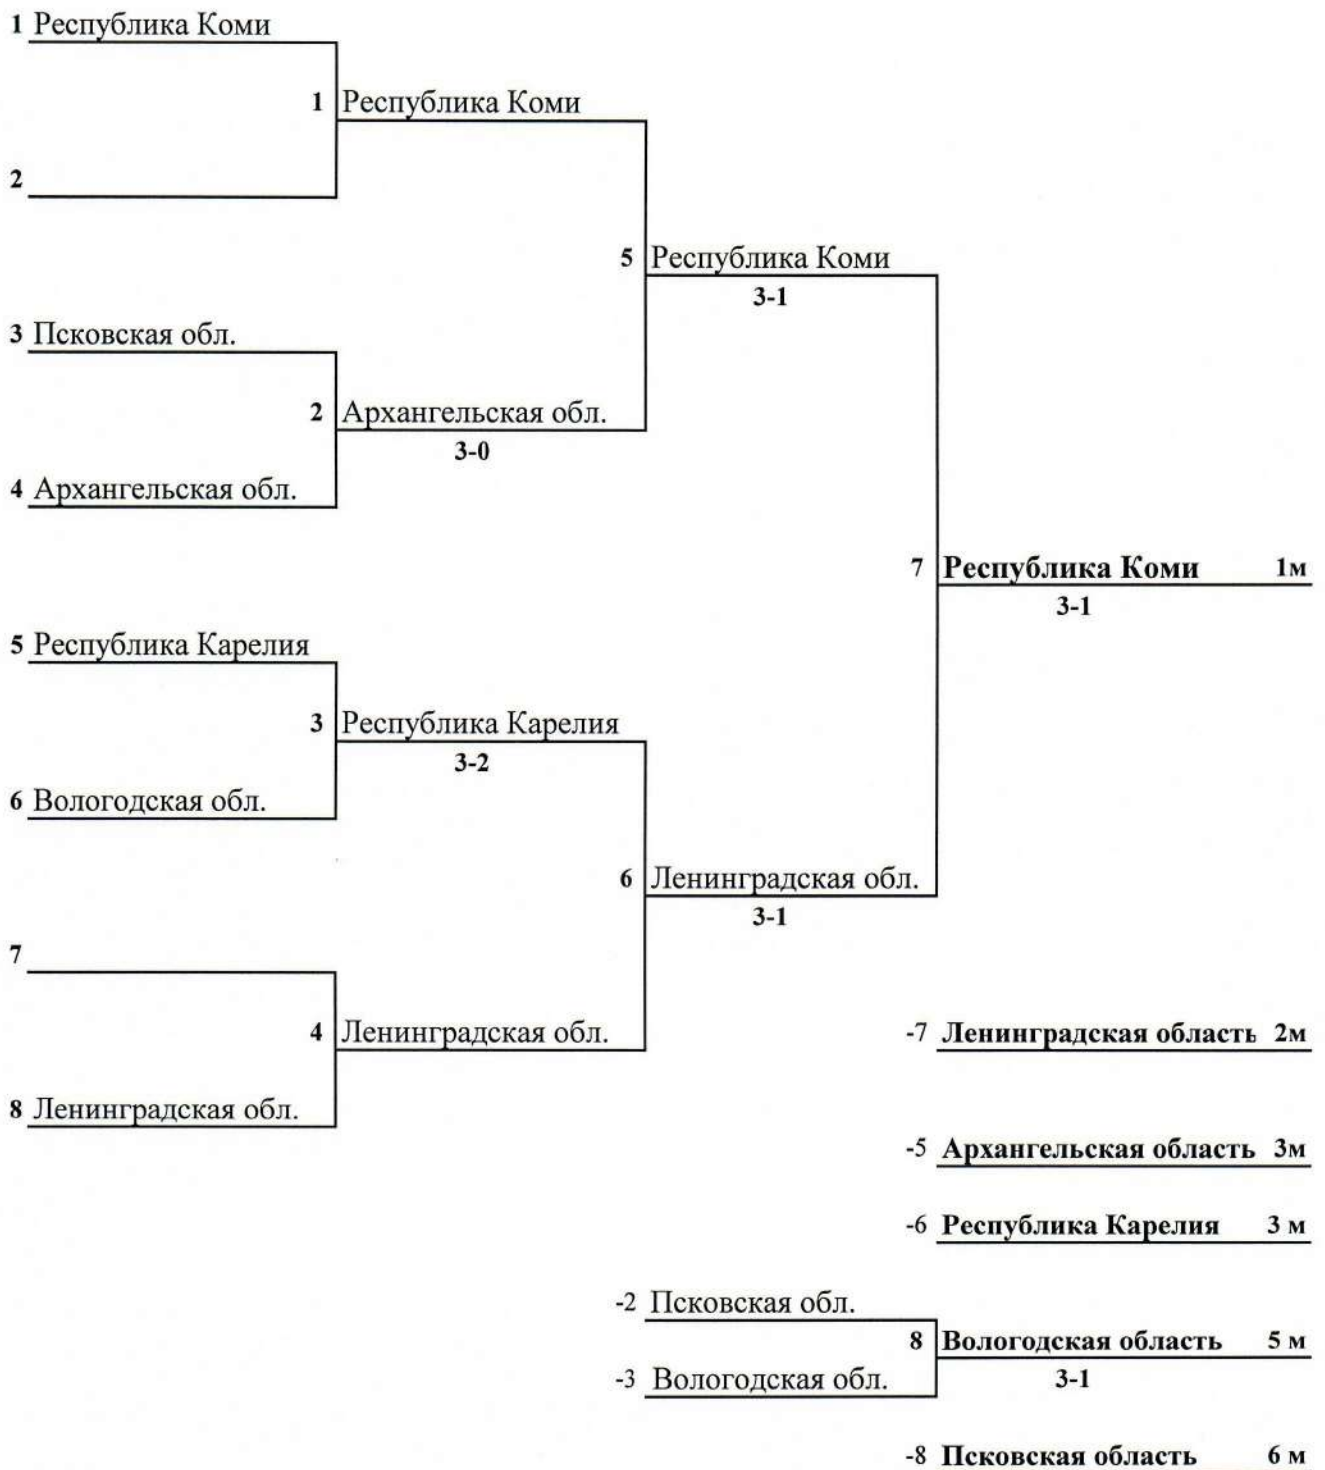 1 Республика Коми
1 Республика Коми
2
5 Республика Коми
3-1
3 Псковская обл.
2 Архангельская обл.
3-0
4 Архангельская обл.
7 Республика Коми 1м
3-1
5 Республика Карелия
3 Республика Карелия
3-2
6 Вологодская обл.
6 Ленинградская обл.
3-1
7
4 Ленинградская обл.
-7 Ленинградская область 2м
8 Ленинградская обл.
-5 Архангельская область 3м
-6 Республика Карелия 3 м
-2 Псковская обл.
8 Вологодская область 5 м
-3 Вологодская обл.
3-1
-8 Псковская область 6 м